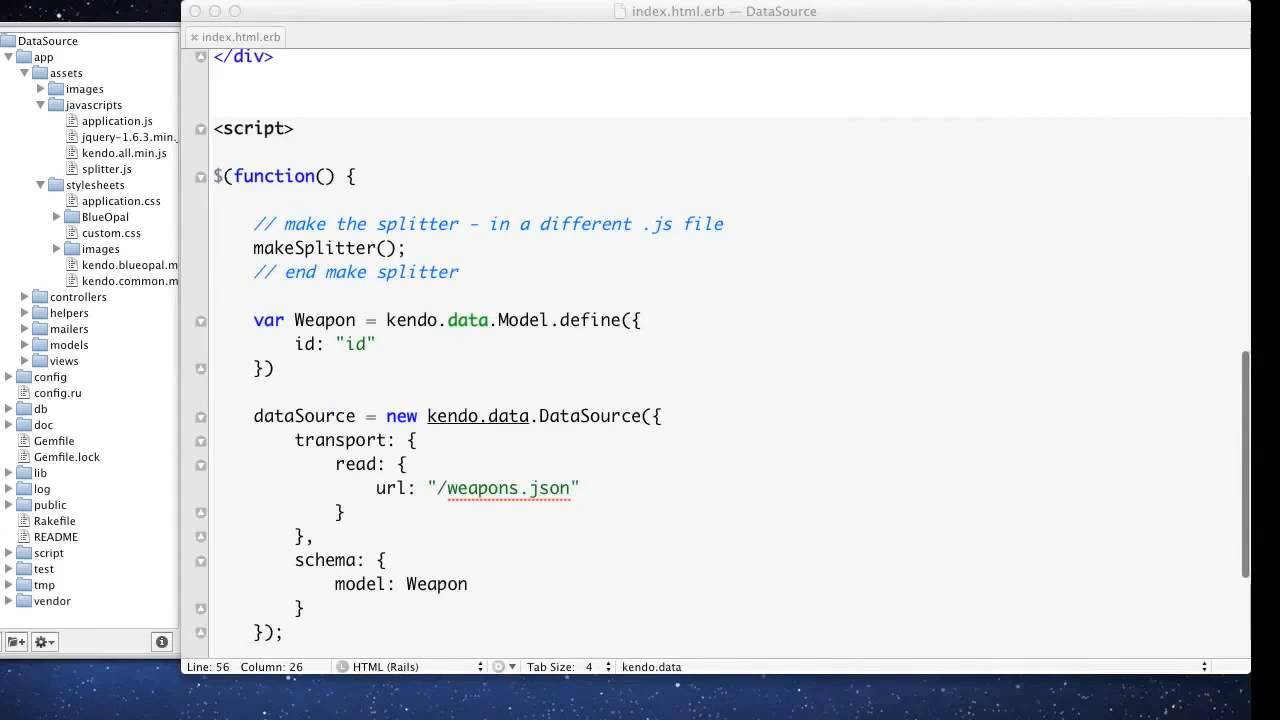 index.html.erb — DataSource
index.html.erb
DataSource
app
assets
images
javascripts
application.js
jquery-1.6.3.min.
kendo.all.min.js
splitter.js
stylesheets
application.css
BlueOpal
custom.css
images
kendo.blueopal.m
kendo.common.m
controllers
helpers
mailers
models
views
config
config.ru
db
doc
Gemfile
Gemfile.lock
lib
log
public
Rakefile
README
script
test
tmp
vendor
</div>
<script>
$(function() {
// make the splitter - in a different .js file
makeSplitter();
// end make splitter
var Weapon = kendo.data.Model.define({
id: "id"
})
dataSource = new kendo.data.DataSource({
transport: {
read: {
url: "/weapons.json"
}
},
schema: {
model: Weapon
}
});
Line: 56 Column: 26 HTML (Rails) Tab Size: 4 kendo.data